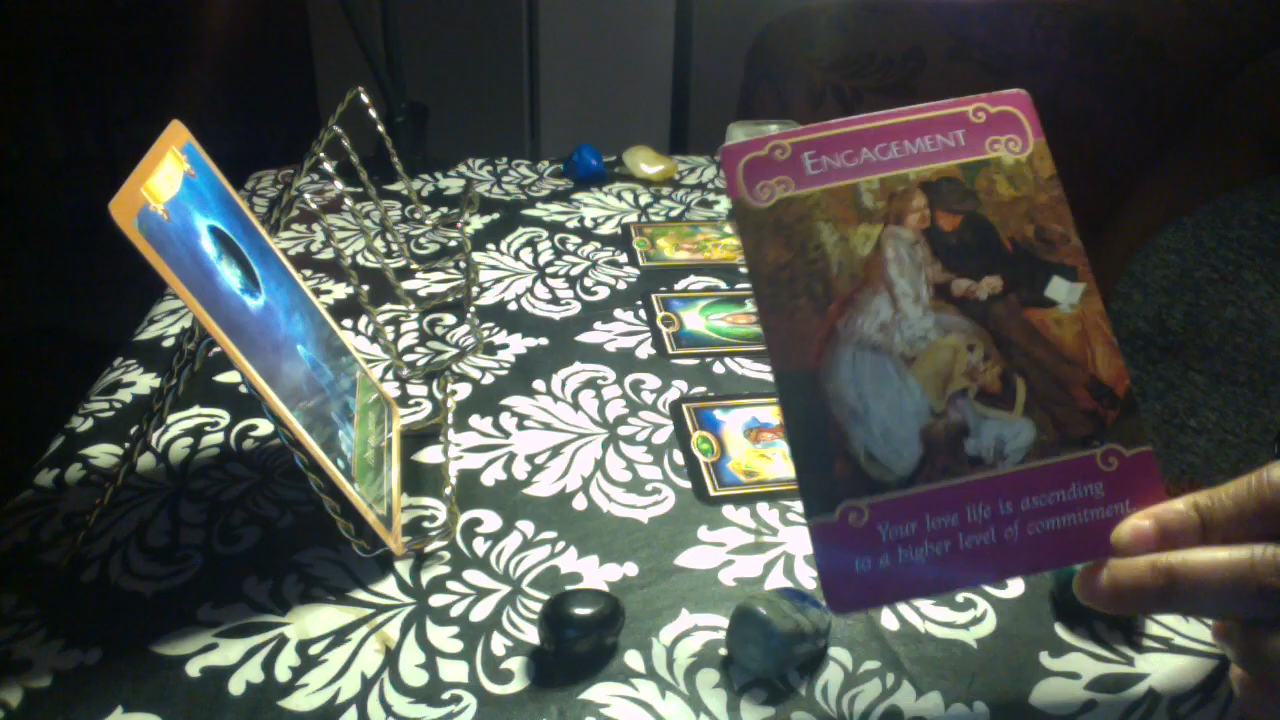 ENGAGEMENT
Your love life is ascending
to a higher level of commitment.